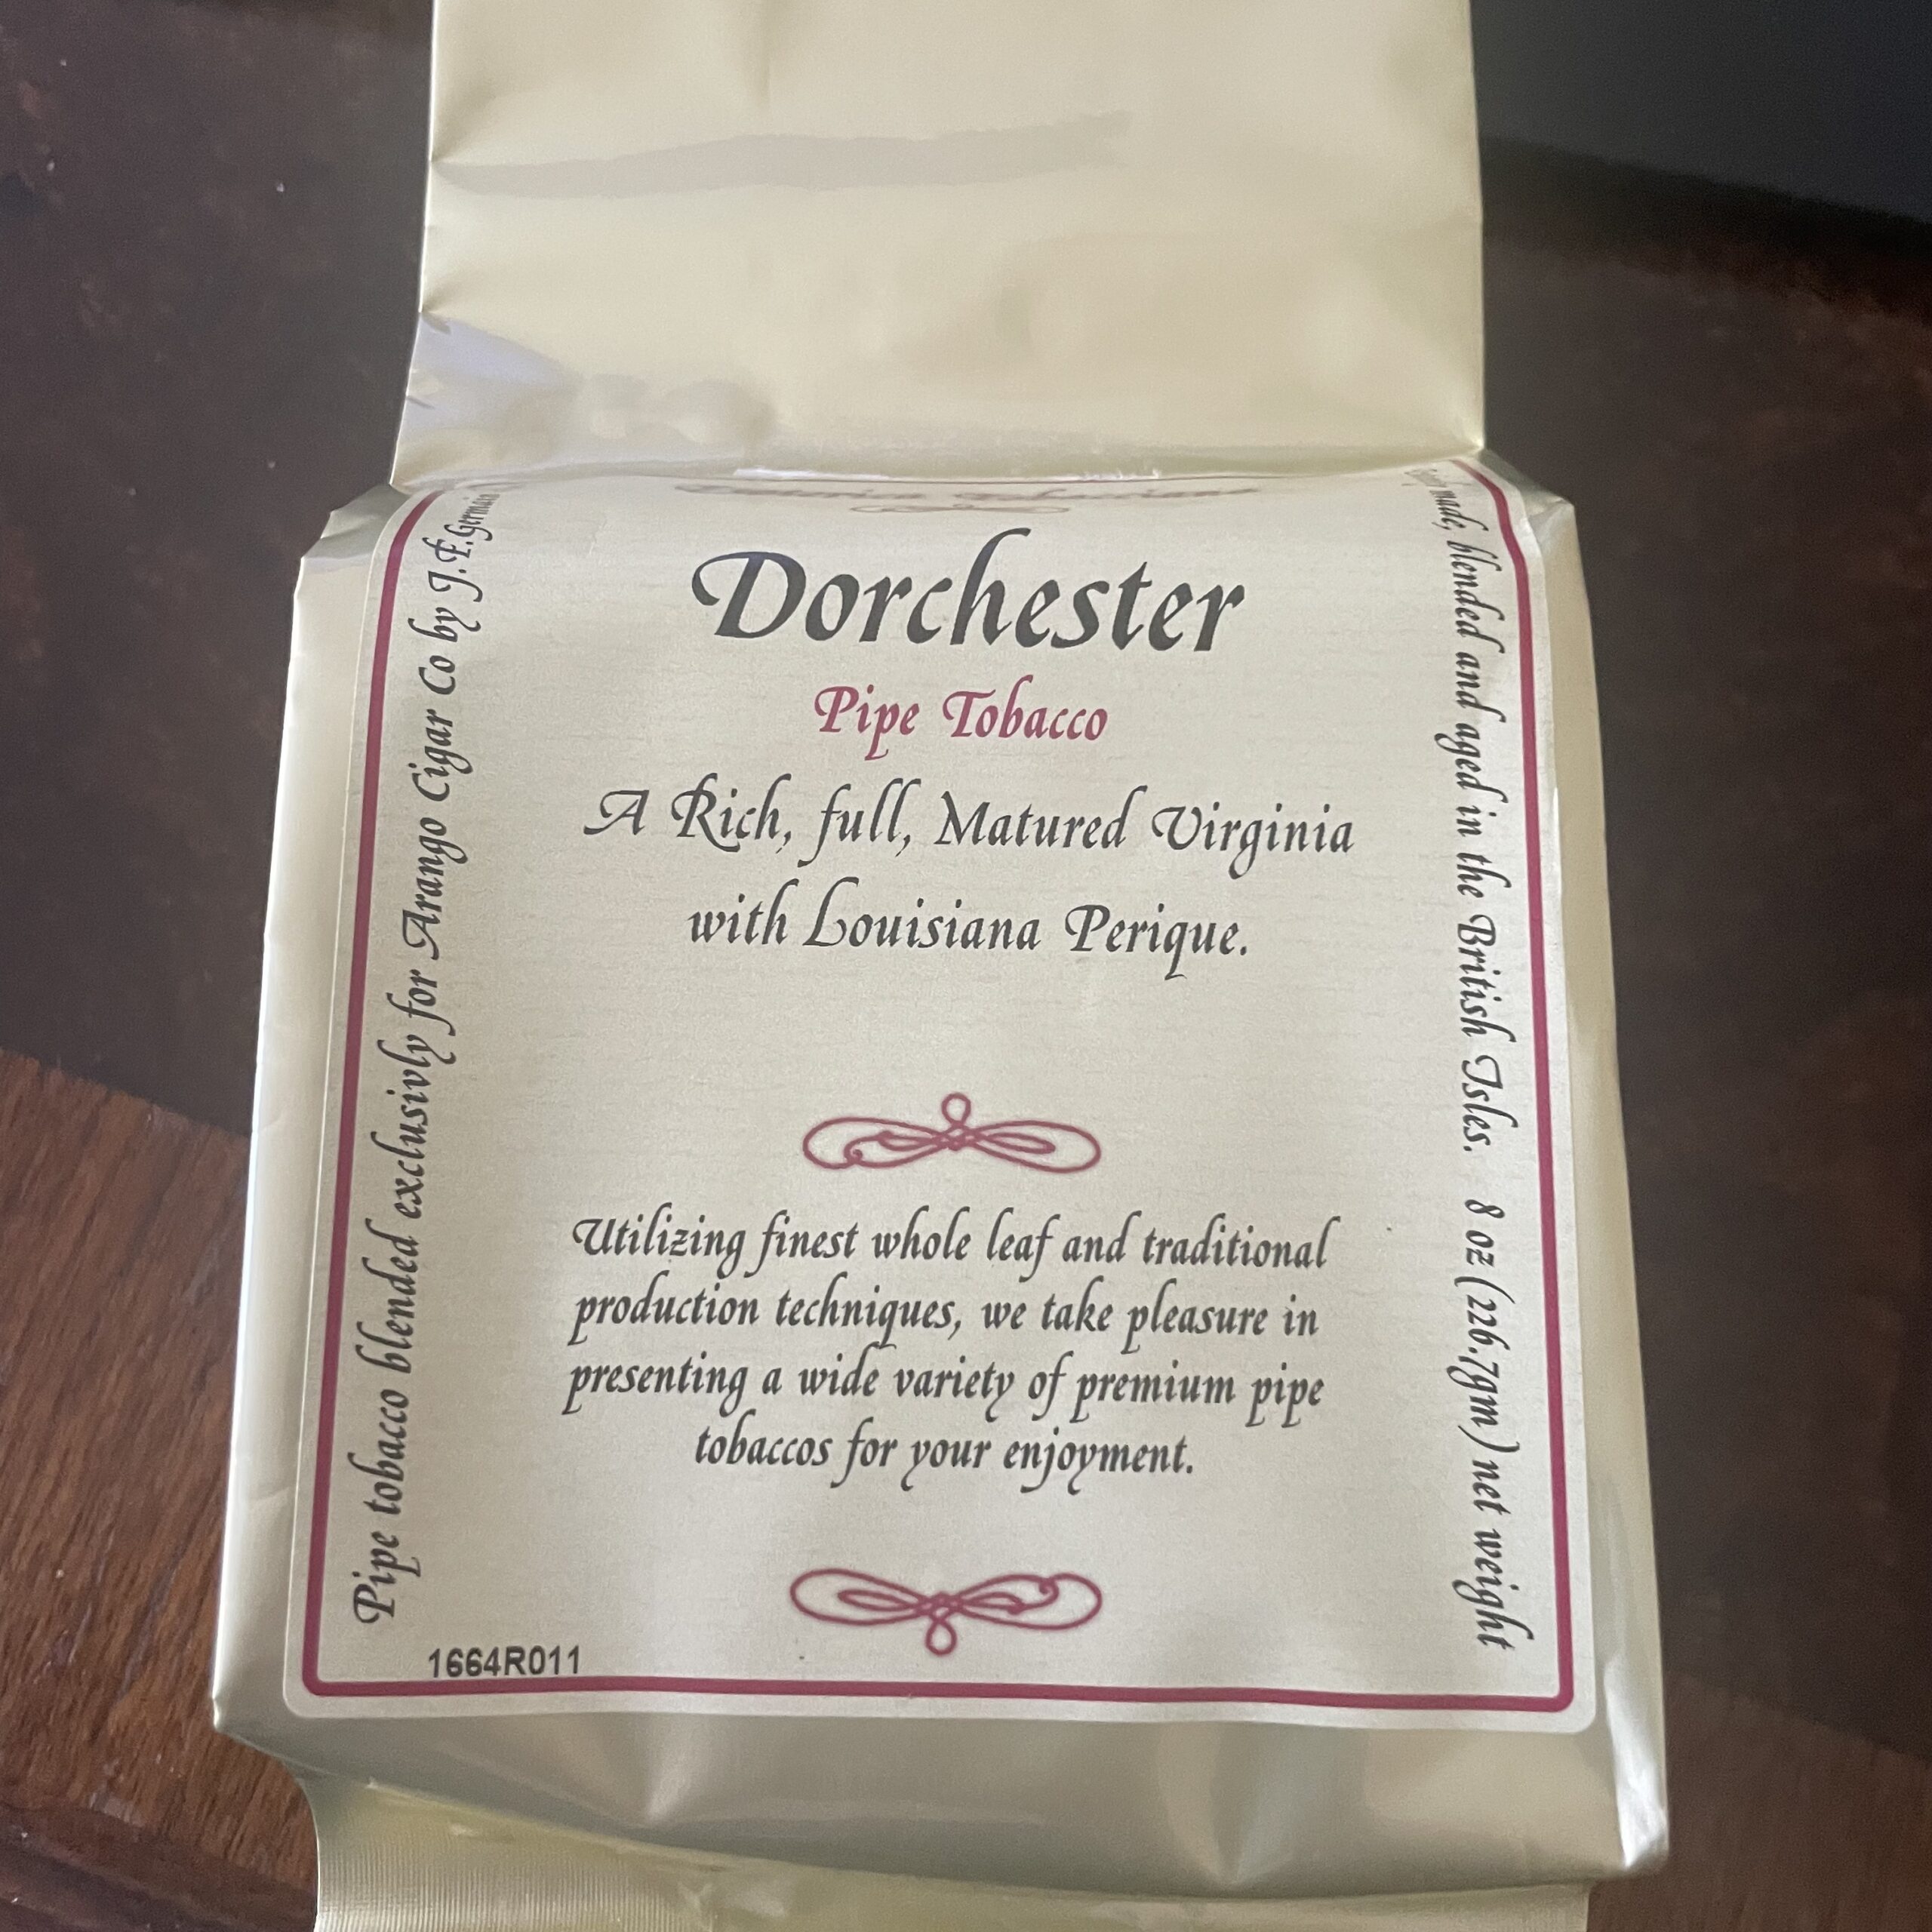 Dorchester
Pipe Tobacco
A Rich, full, Matured Virginia
with Louisiana Perique.
Utilizing finest whole leaf and traditional
production techniques, we take pleasure in
presenting a wide variety of premium pipe
tobaccos for your enjoyment.
Pipe tobacco blended exclusivly for Arango Cigar Co by J.F.Germain
made, blended and aged in the British Isles. 8 oz (226.7gm) net weight
1664R011